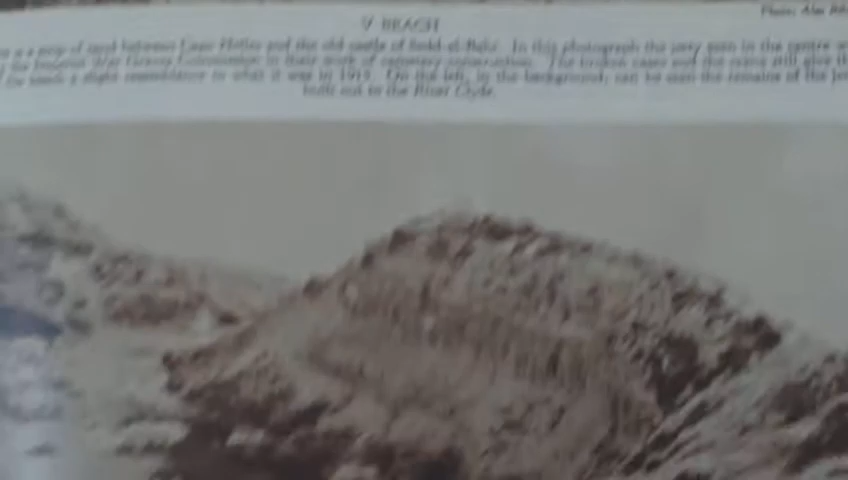 Photo: Alan
V BEACH
is a strip of sand between Cape Helles and the old castle of Sedd-el-Bahr. In this photograph the very seen in the centre
the Imperial War Graves Commission in their work of cemetery construction. The broken cases and the ruins still give
the beach a slight resemblance to what it was in 1915. On the left, in the background, can be seen the remains of the
built out to the River Clyde.